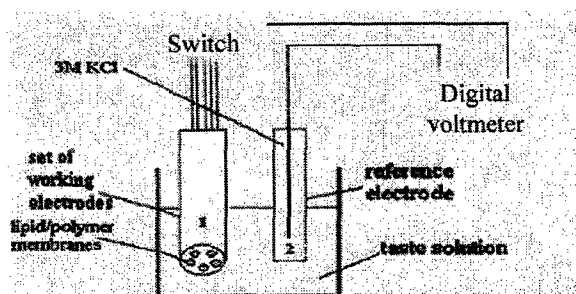 Switch
3M KCl
Digital
voltmeter
set of
working
electrodes
reference
electrode
1
lipid/polymer
membranes
2
taste solution